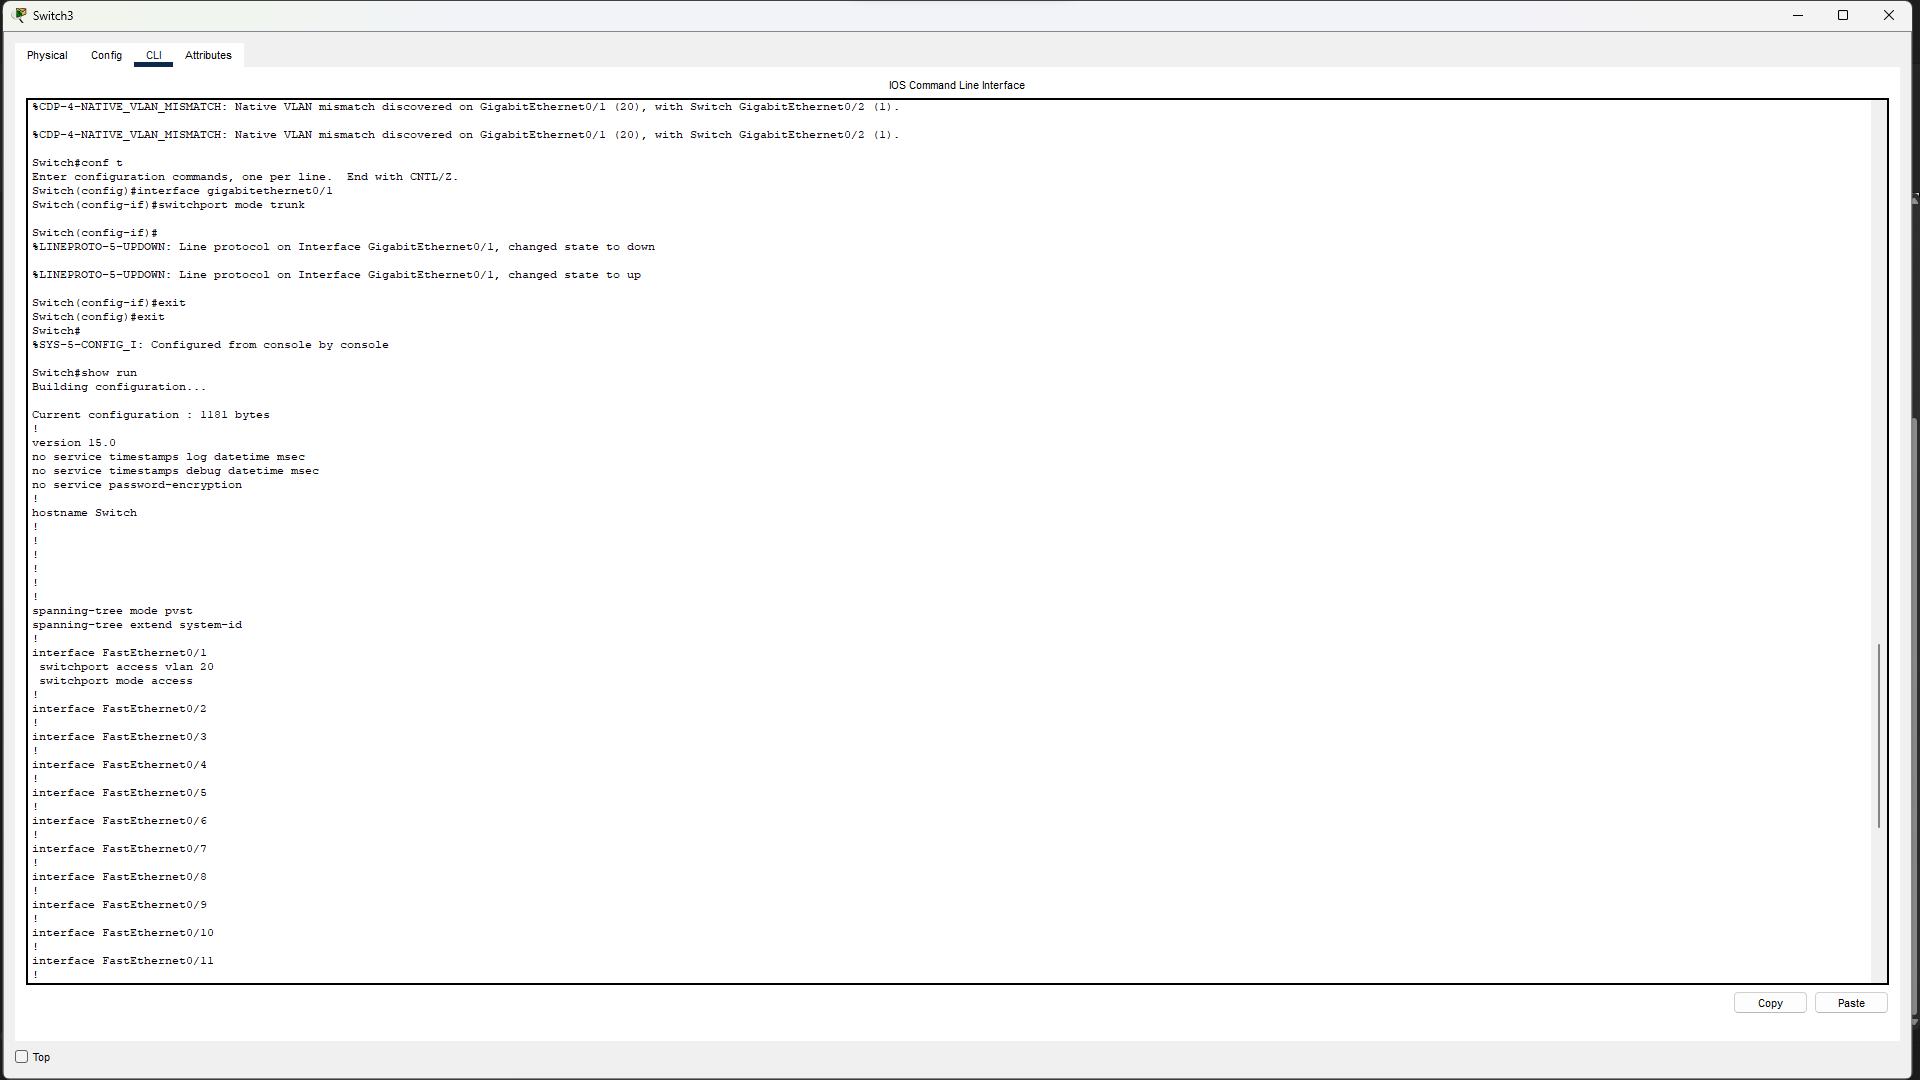 Switch3
Physical
Config
CLI
Attributes
IOS Command Line Interface
%CDP-4-NATIVE_VLAN_MISMATCH: Native VLAN mismatch discovered on GigabitEthernet0/1 (20), with Switch GigabitEthernet0/2 (1).
%CDP-4-NATIVE_VLAN_MISMATCH: Native VLAN mismatch discovered on GigabitEthernet0/1 (20), with Switch GigabitEthernet0/2 (1).
Switch#conf t
Enter configuration commands, one per line.  End with CNTL/Z.
Switch(config)#interface gigabitethernet0/1
Switch(config-if)#switchport mode trunk
Switch(config-if)#
%LINEPROTO-5-UPDOWN: Line protocol on Interface GigabitEthernet0/1, changed state to down
%LINEPROTO-5-UPDOWN: Line protocol on Interface GigabitEthernet0/1, changed state to up
Switch(config-if)#exit
Switch(config)#exit
Switch#
%SYS-5-CONFIG_I: Configured from console by console
Switch#show run
Building configuration...
Current configuration : 1181 bytes
!
version 15.0
no service timestamps log datetime msec
no service timestamps debug datetime msec
no service password-encryption
!
hostname Switch
!
!
!
!
!
!
spanning-tree mode pvst
spanning-tree extend system-id
!
interface FastEthernet0/1
 switchport access vlan 20
 switchport mode access
!
interface FastEthernet0/2
!
interface FastEthernet0/3
!
interface FastEthernet0/4
!
interface FastEthernet0/5
!
interface FastEthernet0/6
!
interface FastEthernet0/7
!
interface FastEthernet0/8
!
interface FastEthernet0/9
!
interface FastEthernet0/10
!
interface FastEthernet0/11
!
Copy
Paste
Top